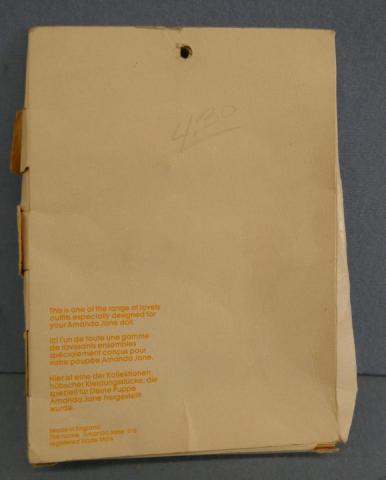 4.30
This is one of the range of lovely
outfits especially designed for
your Amanda Jane doll.
Ici l'un de toute une gamme
de ravissants ensembles
spécialement conçus pour
votre poupée Amanda Jane.
Hier ist eine der Kollektionen
hübscher Kleidungsstücke, die
speziell für Deine Puppe
Amanda Jane hergestellt
wurde.
Made in England
The name Amanda Jane is a
registered Trade Mark